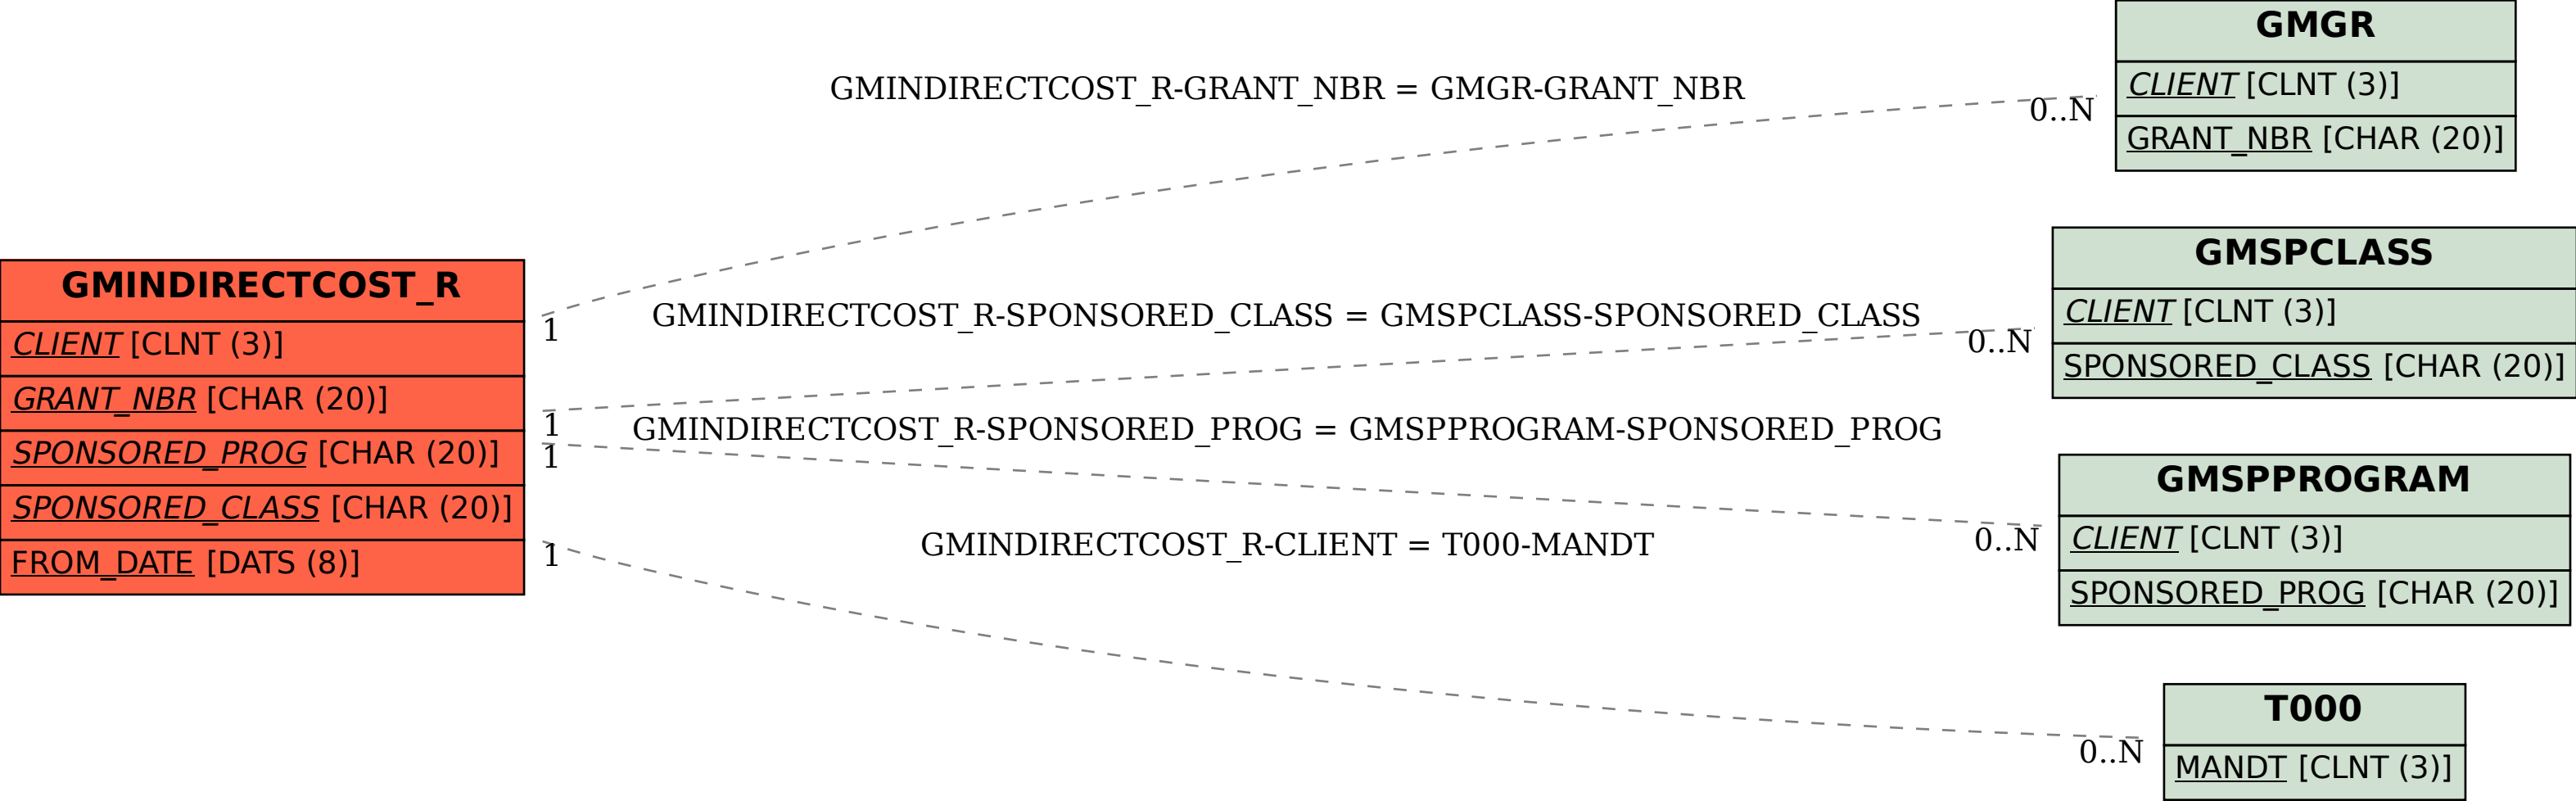 GMGR
CLIENT [CLNT (3)]
GRANT_NBR [CHAR (20)]
GMINDIRECTCOST_R-GRANT_NBR = GMGR-GRANT_NBR
0..N
GMSPCLASS
CLIENT [CLNT (3)]
SPONSORED_CLASS [CHAR (20)]
GMINDIRECTCOST_R
CLIENT [CLNT (3)]
GRANT_NBR [CHAR (20)]
SPONSORED_PROG [CHAR (20)]
SPONSORED_CLASS [CHAR (20)]
FROM_DATE [DATS (8)]
1
GMINDIRECTCOST_R-SPONSORED_CLASS = GMSPCLASS-SPONSORED_CLASS
0..N
1
GMINDIRECTCOST_R-SPONSORED_PROG = GMSPPROGRAM-SPONSORED_PROG
1
0..N
GMSPPROGRAM
CLIENT [CLNT (3)]
SPONSORED_PROG [CHAR (20)]
GMINDIRECTCOST_R-CLIENT = T000-MANDT
1
0..N
T000
MANDT [CLNT (3)]